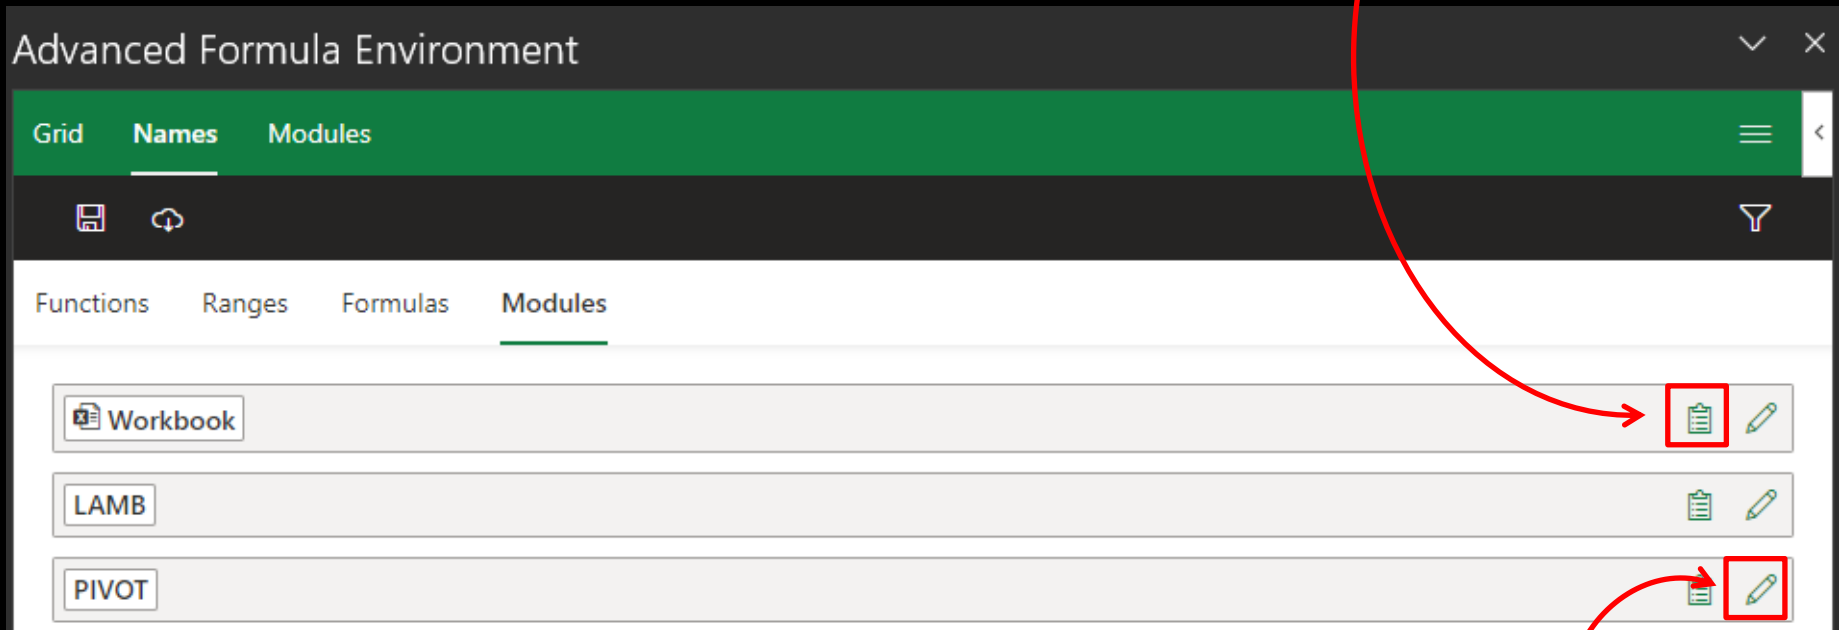 Advanced Formula Environment
Grid Names Modules
Functions Ranges Formulas Modules
Workbook
LAMB
PIVOT